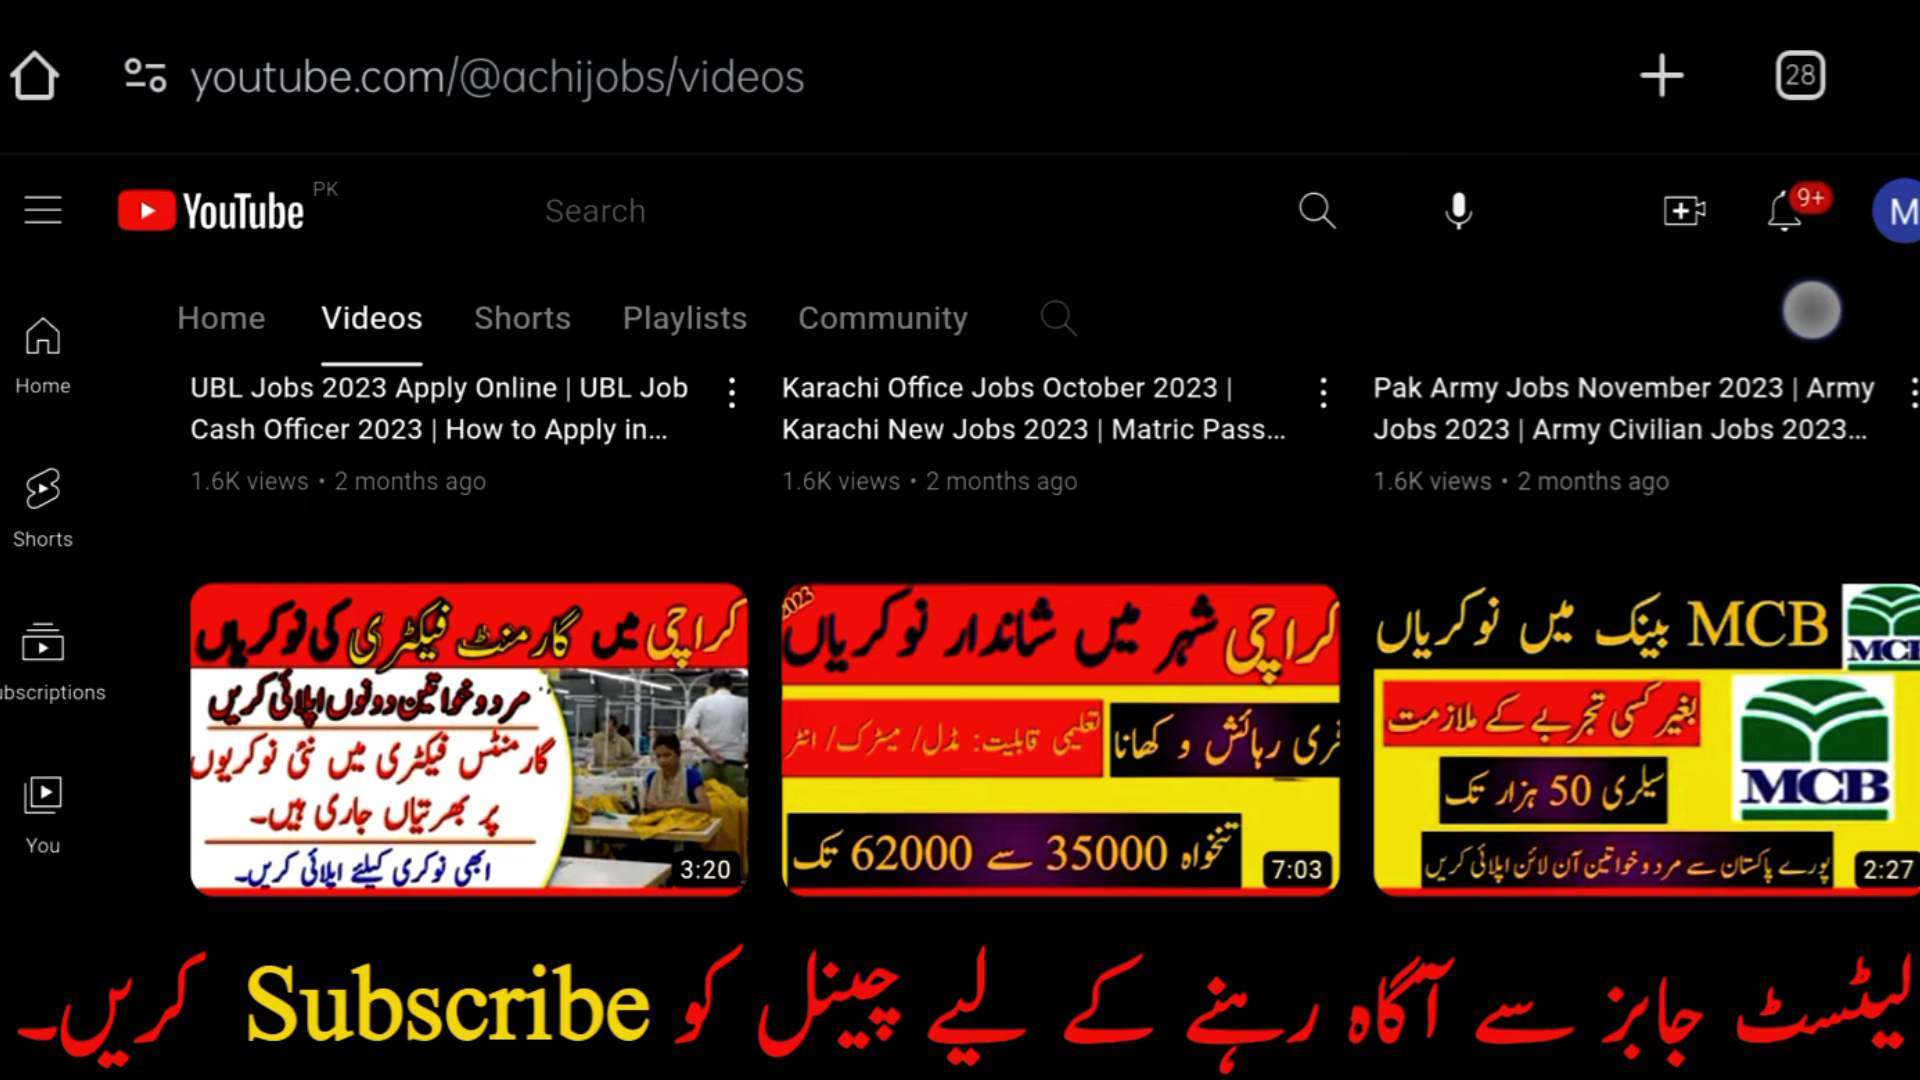 youtube.com/@achijobs/videos
28
YouTube PK
Search
9+
M
Home
Videos
Shorts
Playlists
Community
Home
Shorts
ubscriptions
You
UBL Jobs 2023 Apply Online | UBL Job
Cash Officer 2023 | How to Apply in...
1.6K views • 2 months ago
Karachi Office Jobs October 2023 |
Karachi New Jobs 2023 | Matric Pass...
1.6K views • 2 months ago
Pak Army Jobs November 2023 | Army
Jobs 2023 | Army Civilian Jobs 2023...
1.6K views • 2 months ago
کراچی میں گارمنٹ فیکٹری کی نوکریاں
مرد و خواتین دونوں اپلائی کریں
گارمنٹس فیکٹری میں نئی نوکریوں
پر بھرتیاں جاری ہیں۔
ابھی نوکری کیلئے اپلائی کریں۔
3:20
2023
کراچی شہر میں شاندار نوکریاں
تعلیمی قابلیت: مڈل/ میٹرک/ انٹر
فری رہائش و کھانا
تنخواہ 35000 سے 62000 تک
7:03
MCB بینک میں نوکریاں
MCB
بغیر کسی تجربے کے ملازمت
سیلری 50 ہزار تک
MCB
پورے پاکستان سے مرد و خواتین آن لائن اپلائی کریں
2:27
لیٹسٹ جابز سے آگاہ رہنے کے لیے چینل کو Subscribe کریں۔